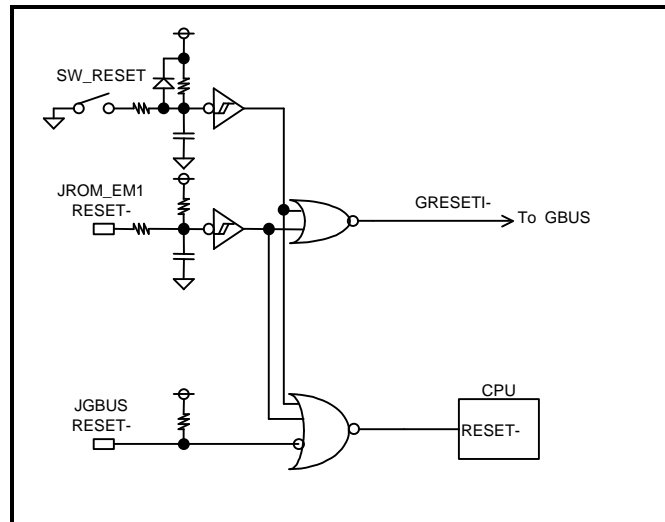 SW_RESET
JROM_EM1
RESET-
GRESETI-
To GBUS
JGBUS
RESET-
CPU
RESET-